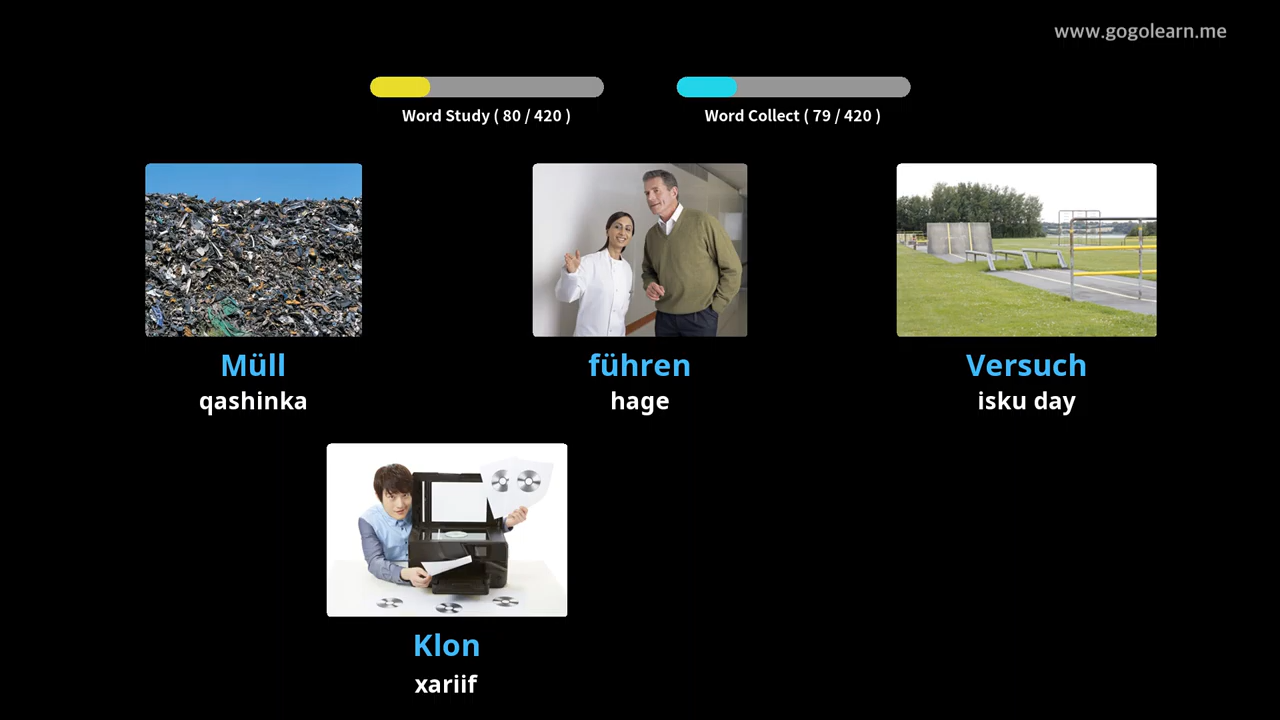 www.gogolearn.me
Word Study ( 80 / 420 )
Word Collect ( 79 / 420 )
Müll
qashinka
führen
hage
Versuch
isku day
Klon
xariif